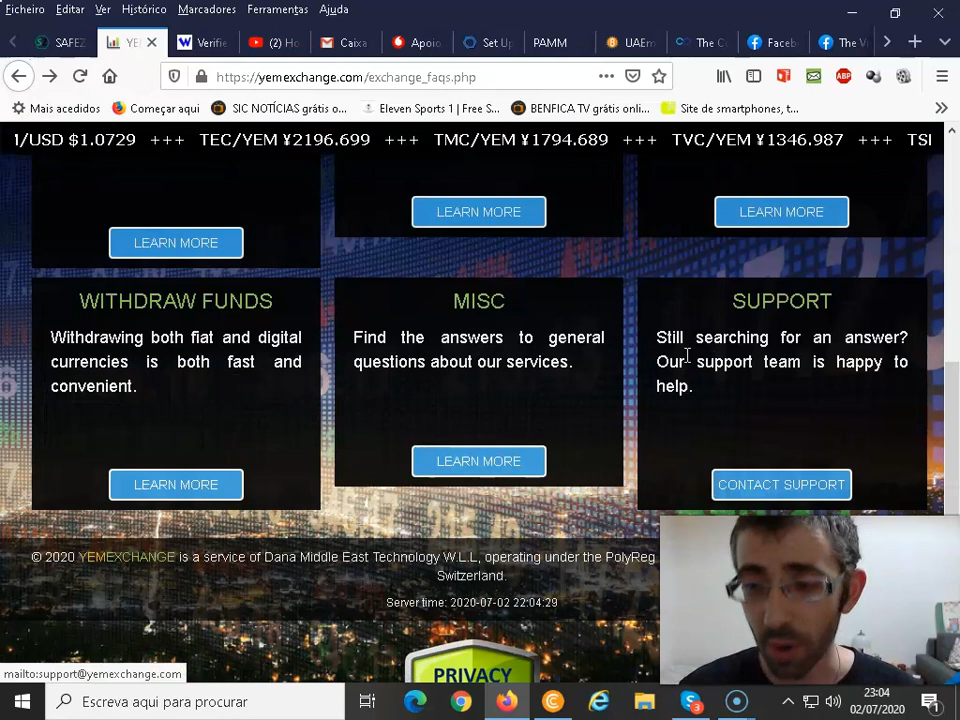 Ficheiro Editar Ver Histórico Marcadores Ferramentas Ajuda
SAFEZ YE Verifie (2) Ho Caixa Apoio Set Up PAMM UAEm The C Faceb The V
https://yemexchange.com/exchange_faqs.php
Mais acedidos Começar aqui SIC NOTÍCIAS grátis o... Eleven Sports 1 | Free S... BENFICA TV grátis onli... Site de smartphones, t...
I/USD $1.0729 +++ TEC/YEM ¥2196.699 +++ TMC/YEM ¥1794.689 +++ TVC/YEM ¥1346.987 +++ TSI
LEARN MORE
LEARN MORE
LEARN MORE
WITHDRAW FUNDS
Withdrawing both fiat and digital
currencies is both fast and
convenient.
LEARN MORE
MISC
Find the answers to general
questions about our services.
LEARN MORE
SUPPORT
Still searching for an answer?
Our support team is happy to
help.
CONTACT SUPPORT
© 2020 YEMEXCHANGE is a service of Dana Middle East Technology W.L.L, operating under the PolyReg
Switzerland.
Server time: 2020-07-02 22:04:29
PRIVACY
mailto:support@yemexchange.com
Escreva aqui para procurar
3
23:04
02/07/2020
1